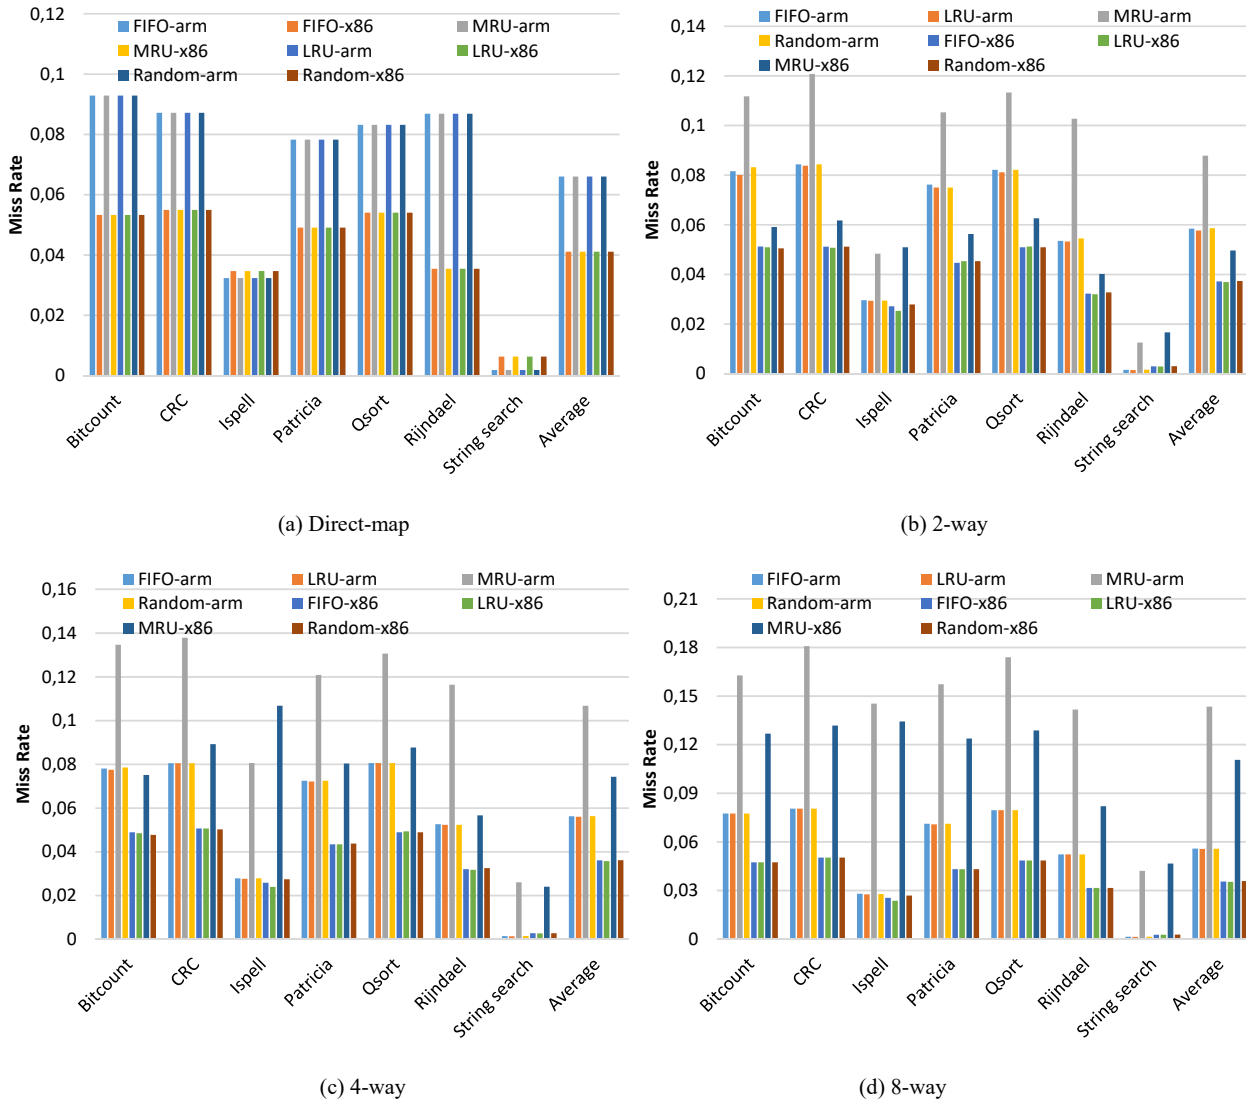 0,12
0,1
0,08
0,06
0,04
0,02
0
Miss Rate
FIFO-arm FIFO-x86 MRU-arm
MRU-x86 LRU-arm LRU-x86
Random-arm Random-x86
Bitcount CRC Ispell Patricia Qsort Rijndael String search Average
(a) Direct-map
0,14
0,12
0,1
0,08
0,06
0,04
0,02
0
Miss Rate
FIFO-arm LRU-arm MRU-arm
Random-arm FIFO-x86 LRU-x86
MRU-x86 Random-x86
Bitcount CRC Ispell Patricia Qsort Rijndael String search Average
(b) 2-way
0,16
0,14
0,12
0,1
0,08
0,06
0,04
0,02
0
Miss Rate
FIFO-arm LRU-arm MRU-arm
Random-arm FIFO-x86 LRU-x86
MRU-x86 Random-x86
Bitcount CRC Ispell Patricia Qsort Rijndael String search Average
(c) 4-way
0,21
0,18
0,15
0,12
0,09
0,06
0,03
0
Miss Rate
FIFO-arm LRU-arm MRU-arm
Random-arm FIFO-x86 LRU-x86
MRU-x86 Random-x86
Bitcount CRC Ispell Patricia Qsort Rijndael String search Average
(d) 8-way